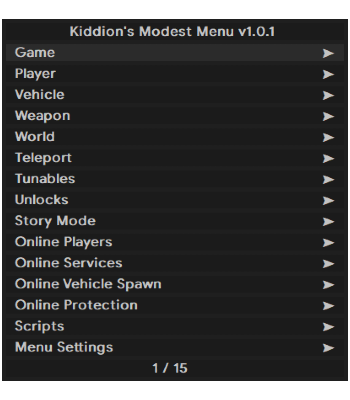 Kiddion's Modest Menu v1.0.1
Game
Player
Vehicle
Weapon
World
Teleport
Tunables
Unlocks
Story Mode
Online Players
Online Services
Online Vehicle Spawn
Online Protection
Scripts
Menu Settings
1 / 15